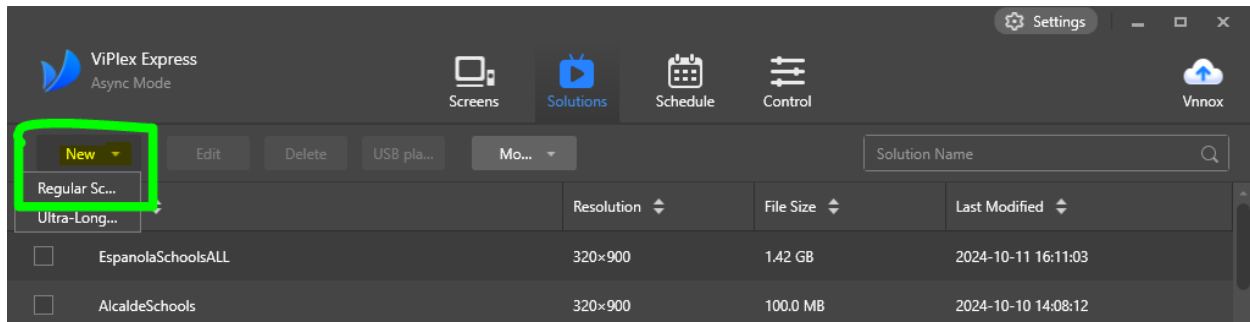 Settings
ViPlex Express
Async Mode
Screens
Solutions
Schedule
Control
Vnnox
New
Edit
Delete
USB pla...
Mo...
Solution Name
Regular Sc...
Ultra-Long...
Resolution
File Size
Last Modified
EspanolaSchoolsALL 320×900 1.42 GB 2024-10-11 16:11:03
AlcaldeSchools 320×900 100.0 MB 2024-10-10 14:08:12